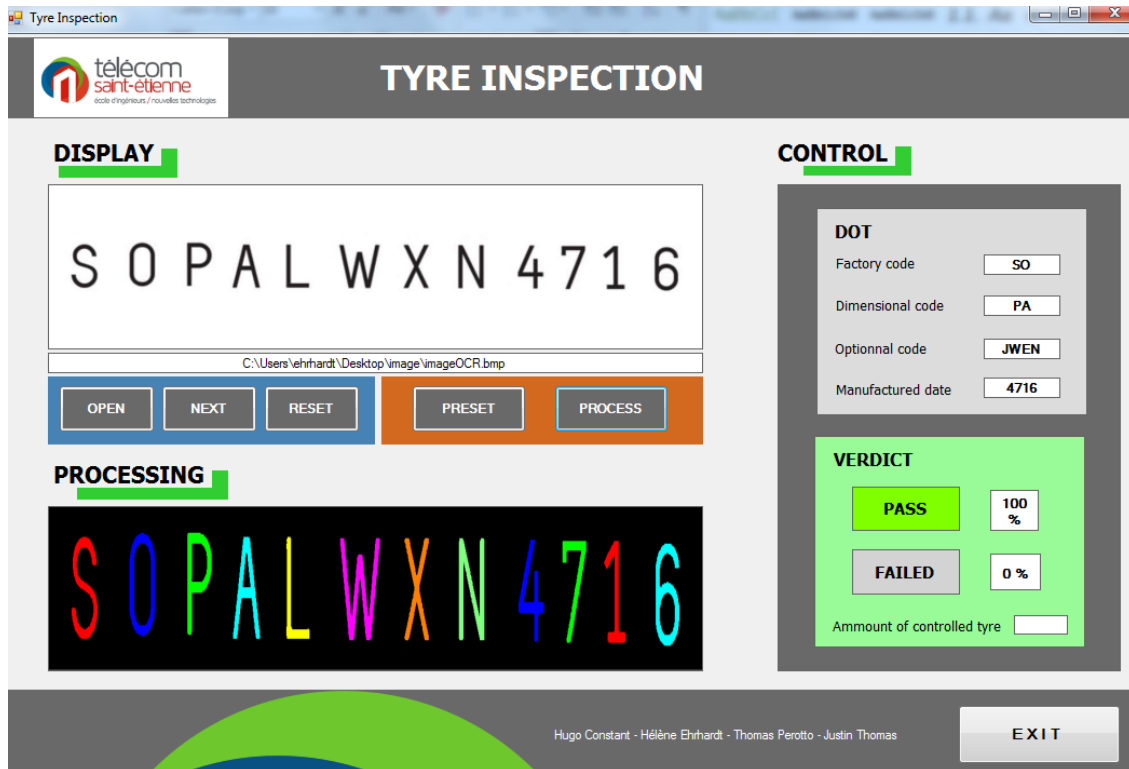 Tyre Inspection
télécom
saint-étienne
école d'ingénieurs / nouvelles technologies
TYRE INSPECTION
DISPLAY
CONTROL
S O P A L W X N 4 7 1 6
C:\Users\ehrhardt\Desktop\image\imageOCR.bmp
OPEN NEXT RESET PRESET PROCESS
DOT
Factory code SO
Dimensional code PA
Optionnal code JWEN
Manufactured date 4716
PROCESSING
S O P A L W X N 4 7 1 6
VERDICT
PASS 100 %
FAILED 0 %
Ammount of controlled tyre
Hugo Constant - Hélène Ehrhardt - Thomas Perotto - Justin Thomas
EXIT